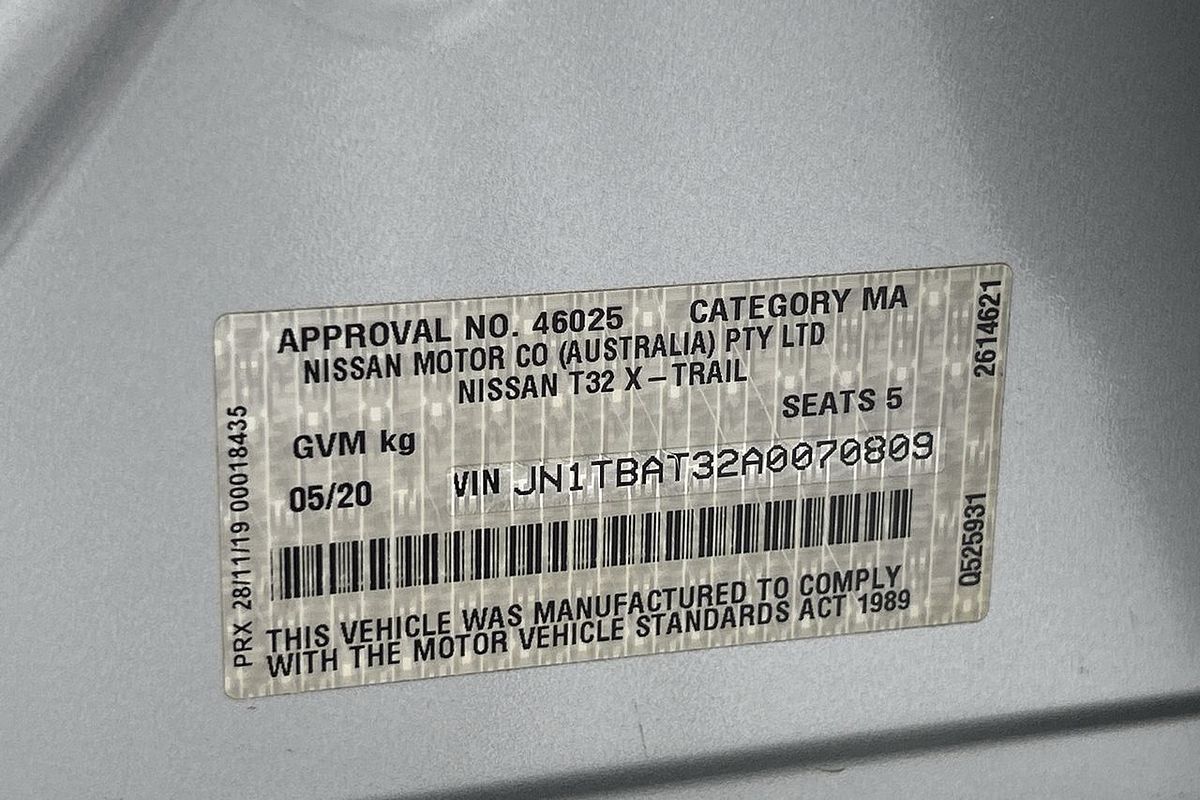 APPROVAL NO. 46025 CATEGORY MA
NISSAN MOTOR CO (AUSTRALIA) PTY LTD
NISSAN T32 X-TRAIL
SEATS 5
GVM kg
05/20 VIN JN1TBAT32A0070809
THIS VEHICLE WAS MANUFACTURED TO COMPLY
WITH THE MOTOR VEHICLE STANDARDS ACT 1989
PRX 28/11/19 00018435
2614621
Q525931